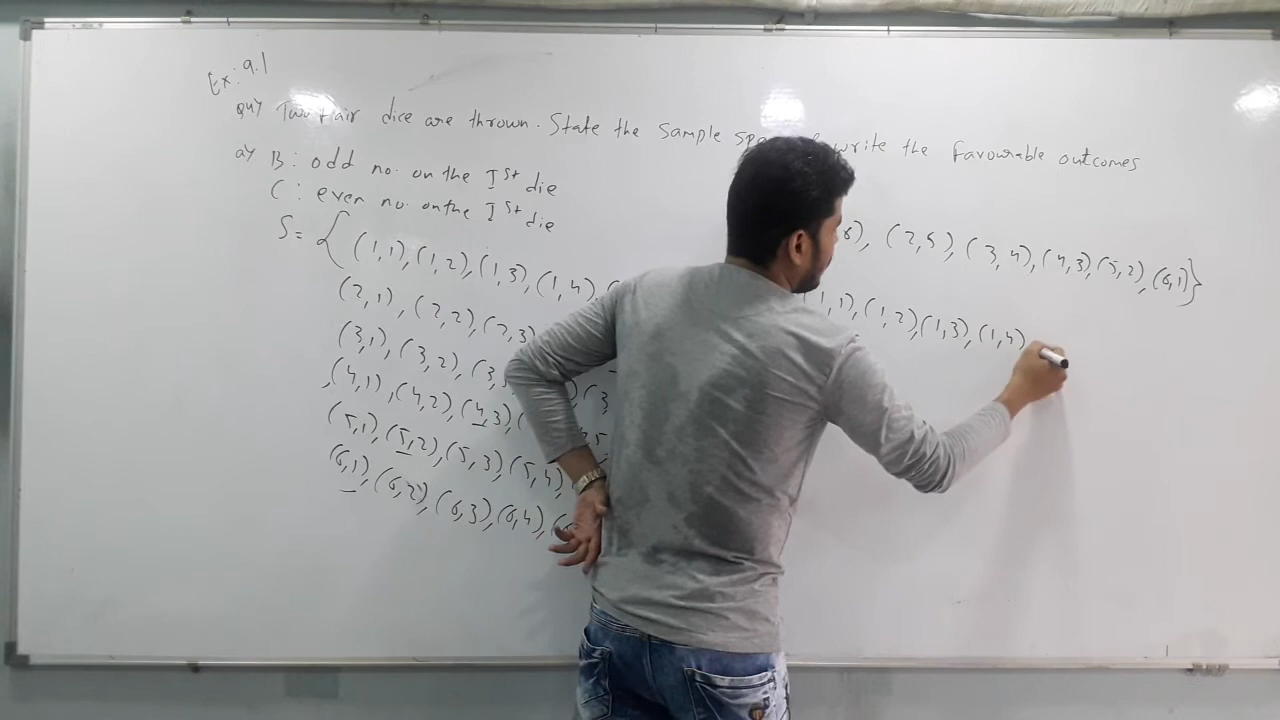 Ex: 9.1
Two fair dice are thrown. State the sample write the favourable outcomes
a) B: odd no. on the Ist die
C: even no. on the Ist die
S= { (1,1), (1,2), (1,3), (1,4)
(2,1), (2,2), (2,3)
(3,1), (3,2), (3,
(4,1), (4,2), (4,3), (
(5,1), (5,2), (5,3), (5,4),
(6,1), (6,2), (6,3), (6,4),
6), (2,5), (3,4), (4,3), (5,2), (6,1)}
1,1), (1,2), (1,3), (1,4)